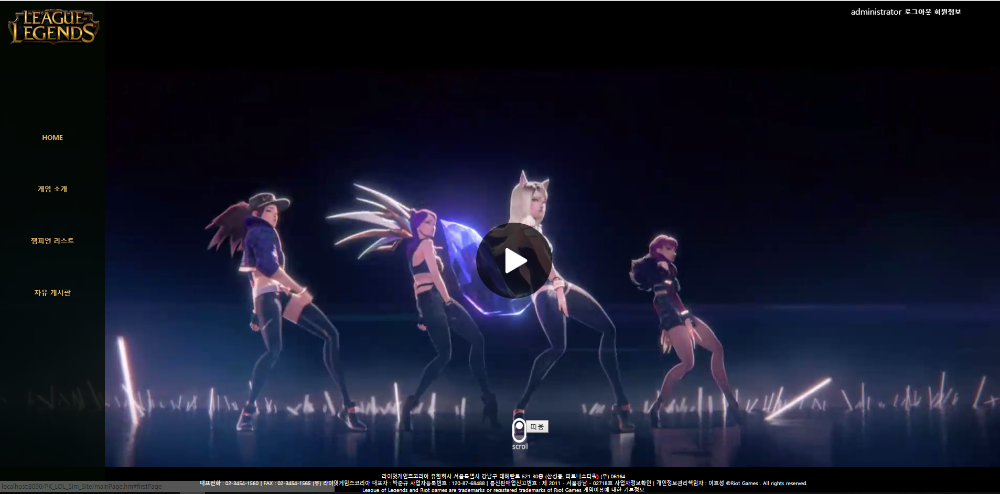 LEAGUE OF
LEGENDS
administrator 로그아웃 회원정보
HOME
게임 소개
챔피언 리스트
자유 게시판
띠용
scroll
라이엇게임즈코리아 유한회사 서울특별시 강남구 테헤란로 521 30층 (삼성동, 파르나스타워) (우) 06164
대표전화 : 02-3454-1560 | FAX : 02-3454-1565 (유) 라이엇게임즈코리아 대표자 : 박준규 사업자등록번호 : 120-87-68488 | 통신판매업신고번호 : 제 2011 - 서울강남 - 02718호 사업자정보확인 | 개인정보관리책임자 : 이효성 ©Riot Games . All rights reserved.
localhost:8090/PK_LOL_Sim_Site/mainPage.hm#firstPage
League of Legends and Riot games are trademarks or registered trademarks of Riot Games 게임이용에 대한 기본정보